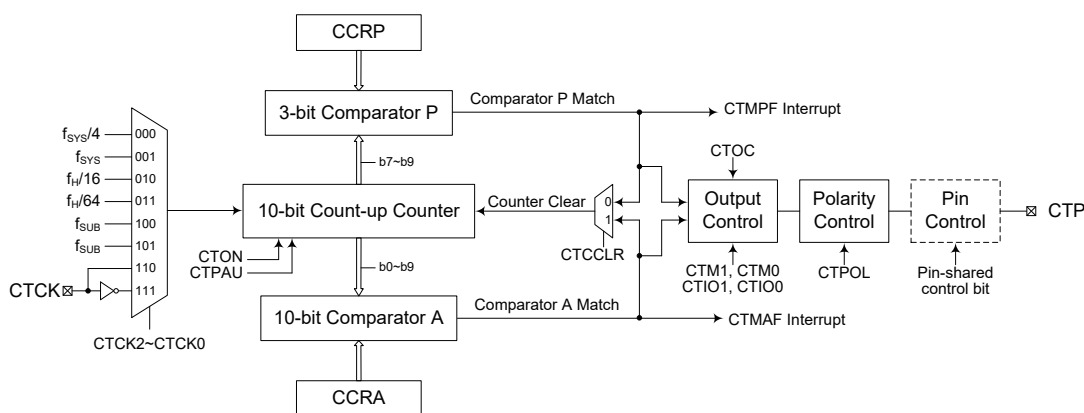 CCRP
3-bit Comparator P
Comparator P Match
CTMPF Interrupt
b7~b9
fSYS/4
fSYS
fH/16
fH/64
fSUB
fSUB
000
001
010
011
100
101
110
111
CTCK
CTCK2~CTCK0
10-bit Count-up Counter
CTON
CTPAU
Counter Clear
0
1
CTCCLR
b0~b9
CTOC
Output
Control
CTM1, CTM0
CTIO1, CTIO0
Polarity
Control
CTPOL
Pin
Control
Pin-shared
control bit
CTP
10-bit Comparator A
Comparator A Match
CTMAF Interrupt
CCRA